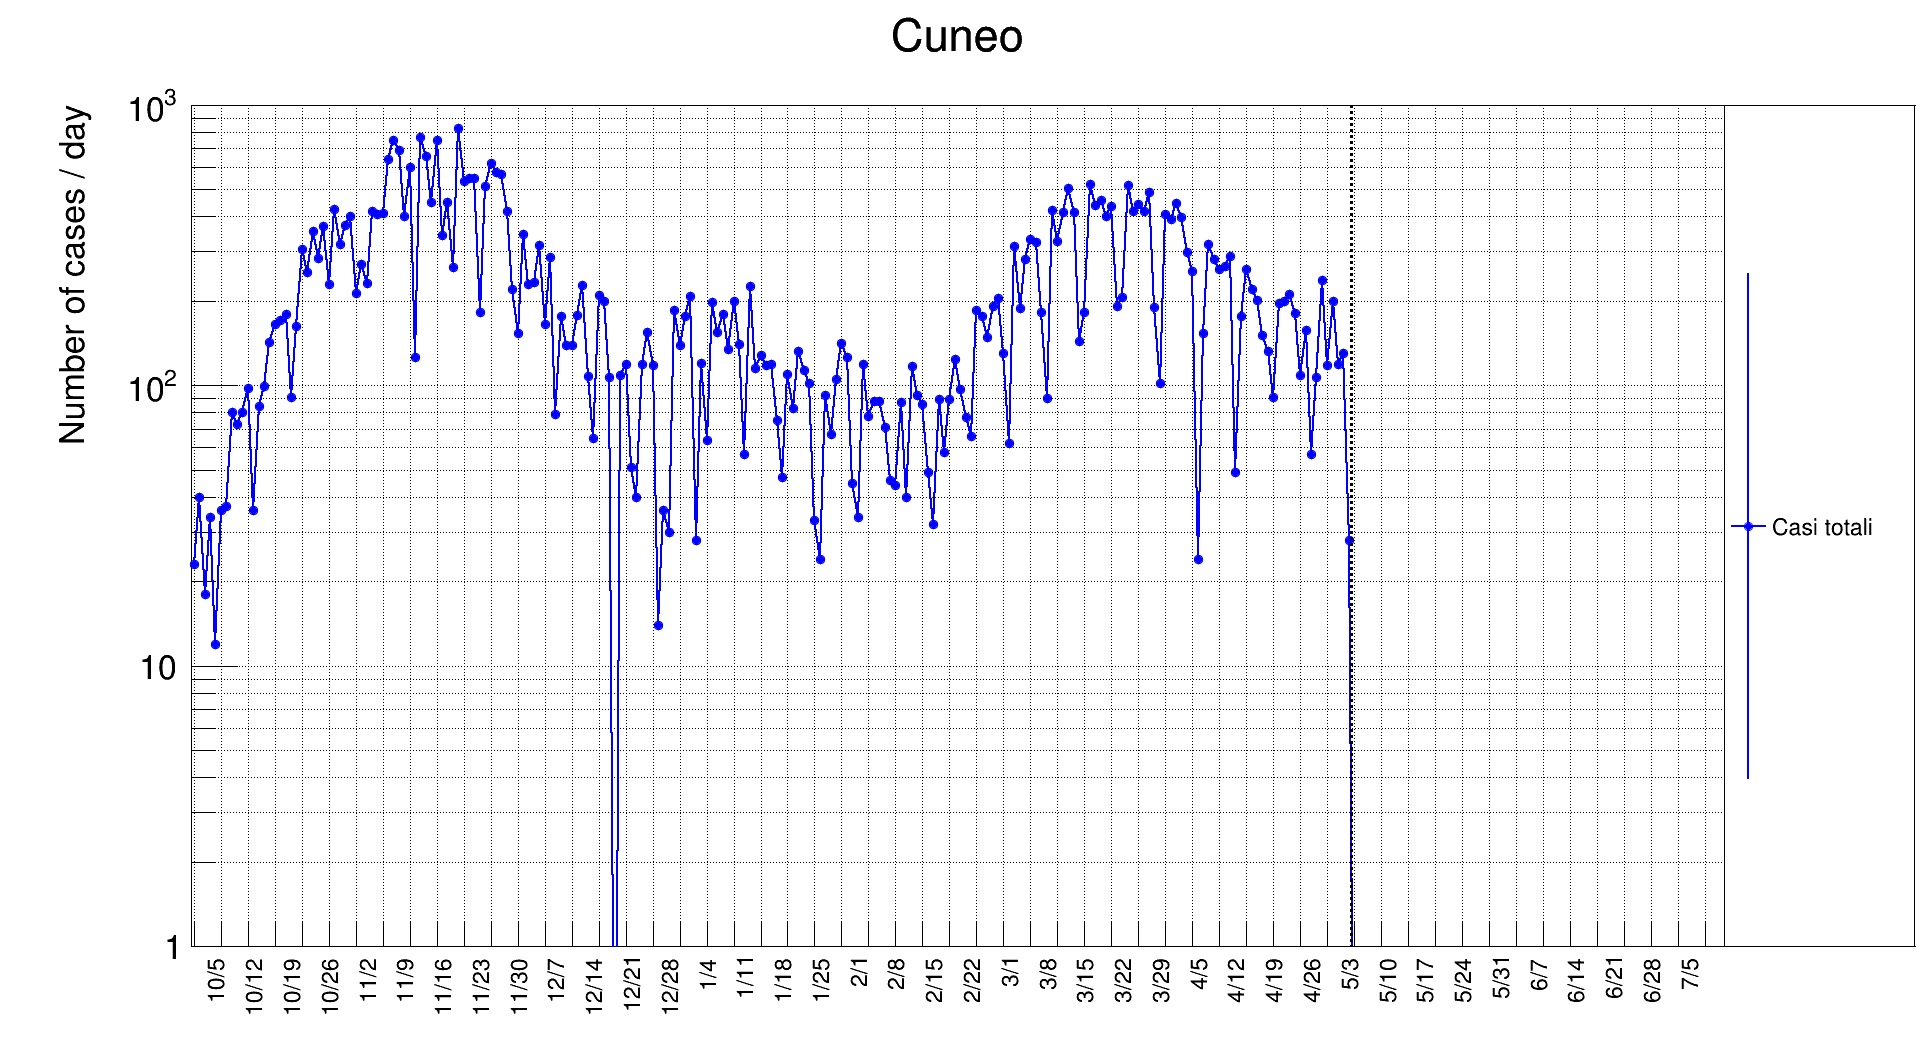 Cuneo
Number of cases / day
10³
10²
10
1
10/5 10/12 10/19 10/26 11/2 11/9 11/16 11/23 11/30 12/7 12/14 12/21 12/28 1/4 1/11 1/18 1/25 2/1 2/8 2/15 2/22 3/1 3/8 3/15 3/22 3/29 4/5 4/12 4/19 4/26 5/3 5/10 5/17 5/24 5/31 6/7 6/14 6/21 6/28 7/5
Casi totali